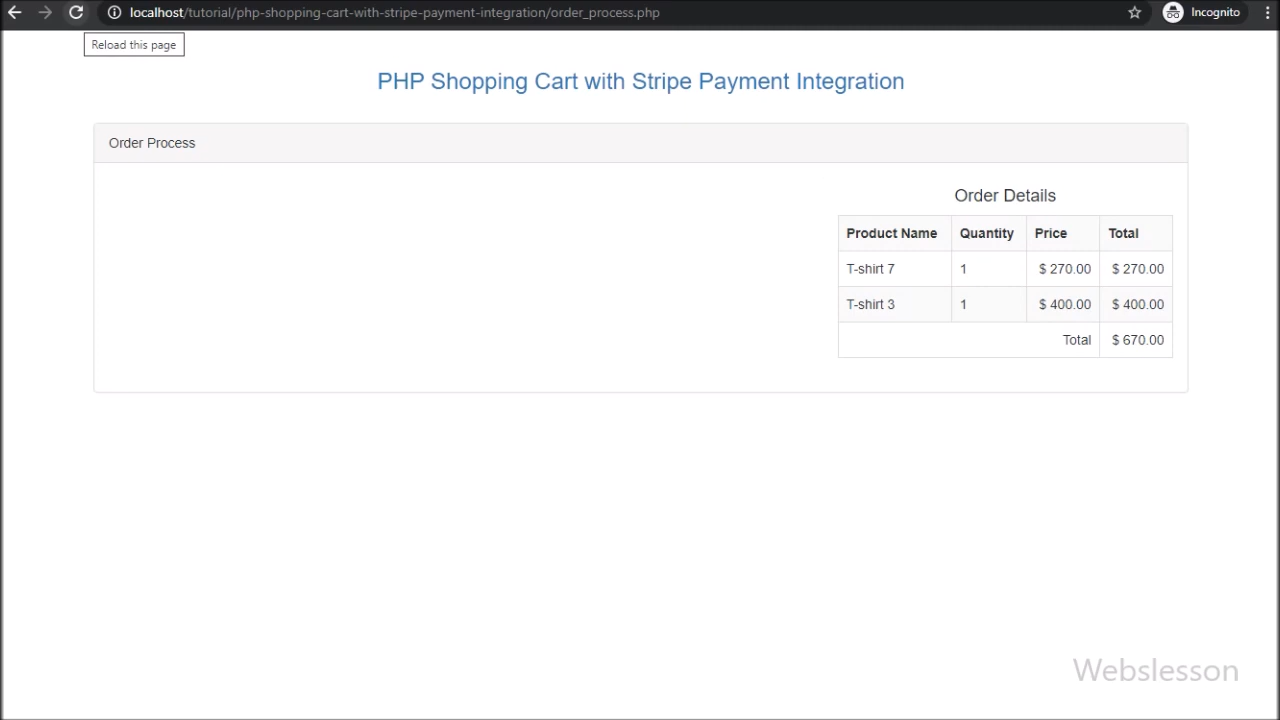 localhost/tutorial/php-shopping-cart-with-stripe-payment-integration/order_process.php
Incognito
Reload this page
PHP Shopping Cart with Stripe Payment Integration
Order Process
Order Details
Product Name Quantity Price Total
T-shirt 7 1 $ 270.00 $ 270.00
T-shirt 3 1 $ 400.00 $ 400.00
Total $ 670.00
Webslesson